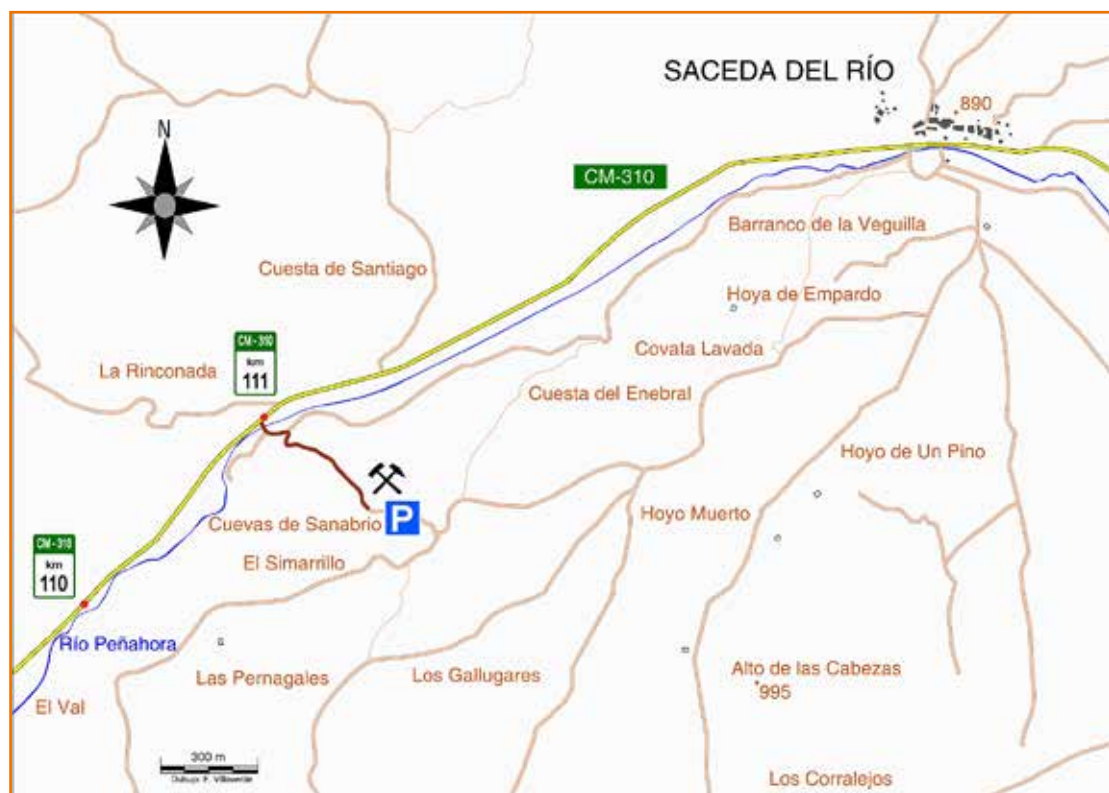 SACEDA DEL RÍO
890
N
CM-310
Barranco de la Veguilla
Cuesta de Santiago
Hoya de Empardo
CM-310
km
111
La Rinconada
Covata Lavada
Cuesta del Enebral
Hoyo de Un Pino
Cuevas de Sanabrio
P
Hoyo Muerto
CM-310
km
110
El Simarrillo
Río Peñahora
Las Pernagales
Los Gallugares
Alto de las Cabezas
995
El Val
300 m
Dibujo F. Villaverde
Los Corralejos